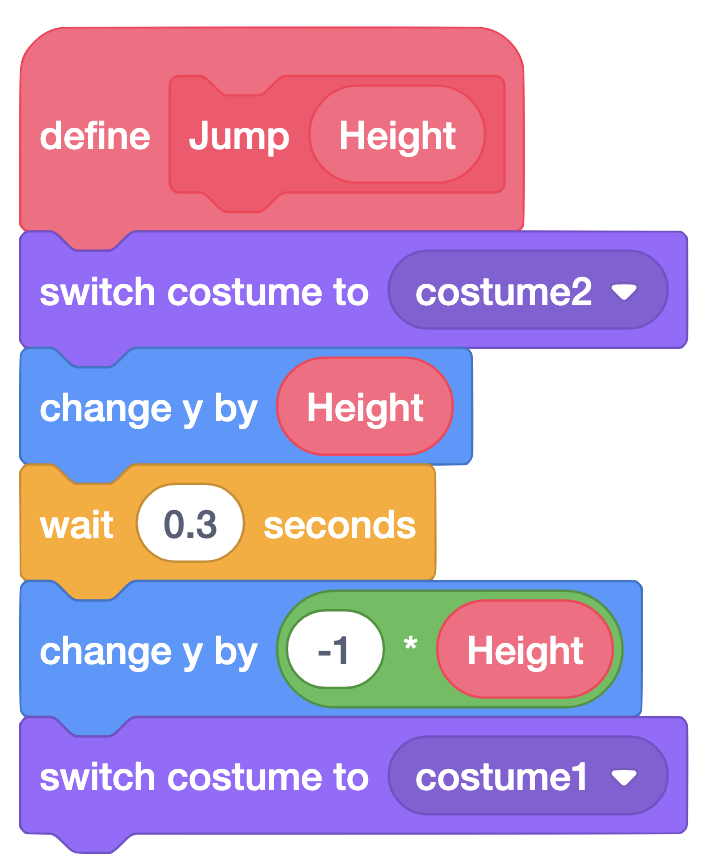 define Jump Height
switch costume to costume2
change y by Height
wait 0.3 seconds
change y by -1 * Height
switch costume to costume1